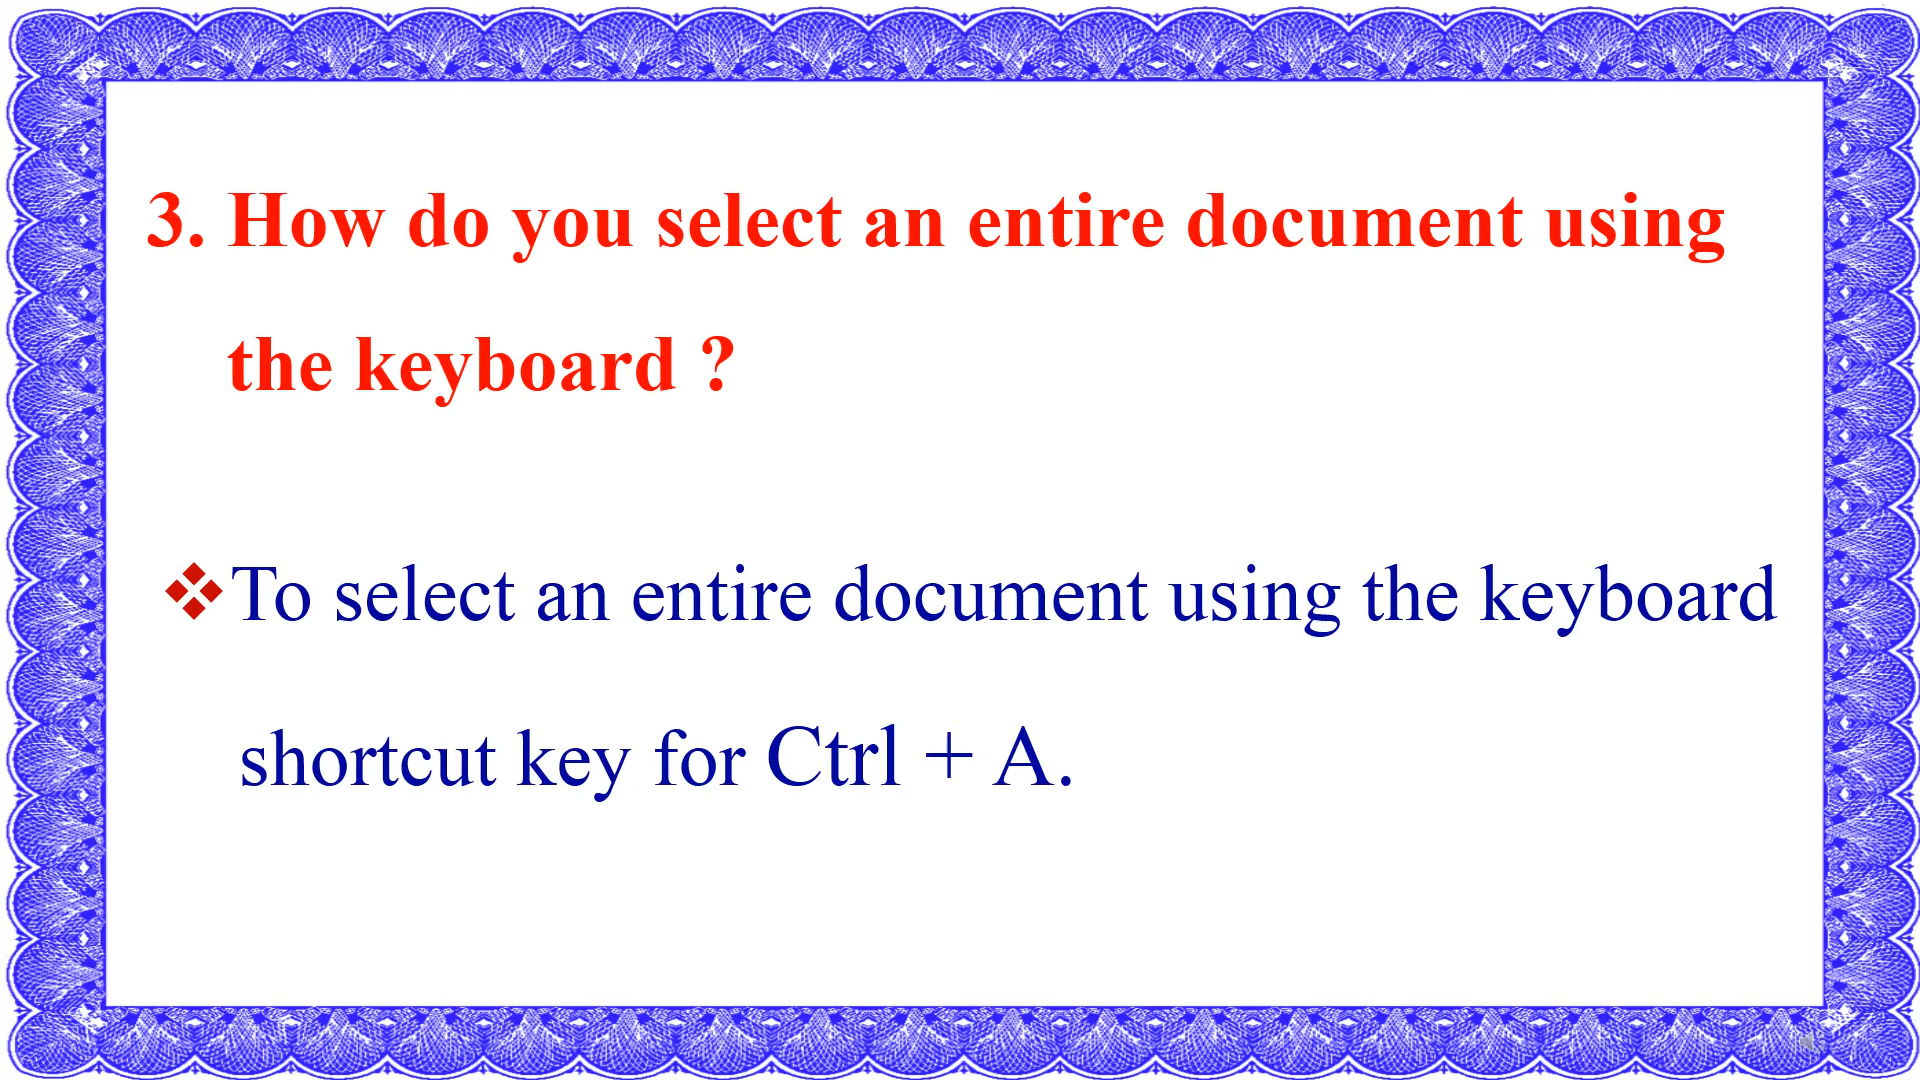 3. How do you select an entire document using
the keyboard ?
❖To select an entire document using the keyboard
shortcut key for Ctrl + A.